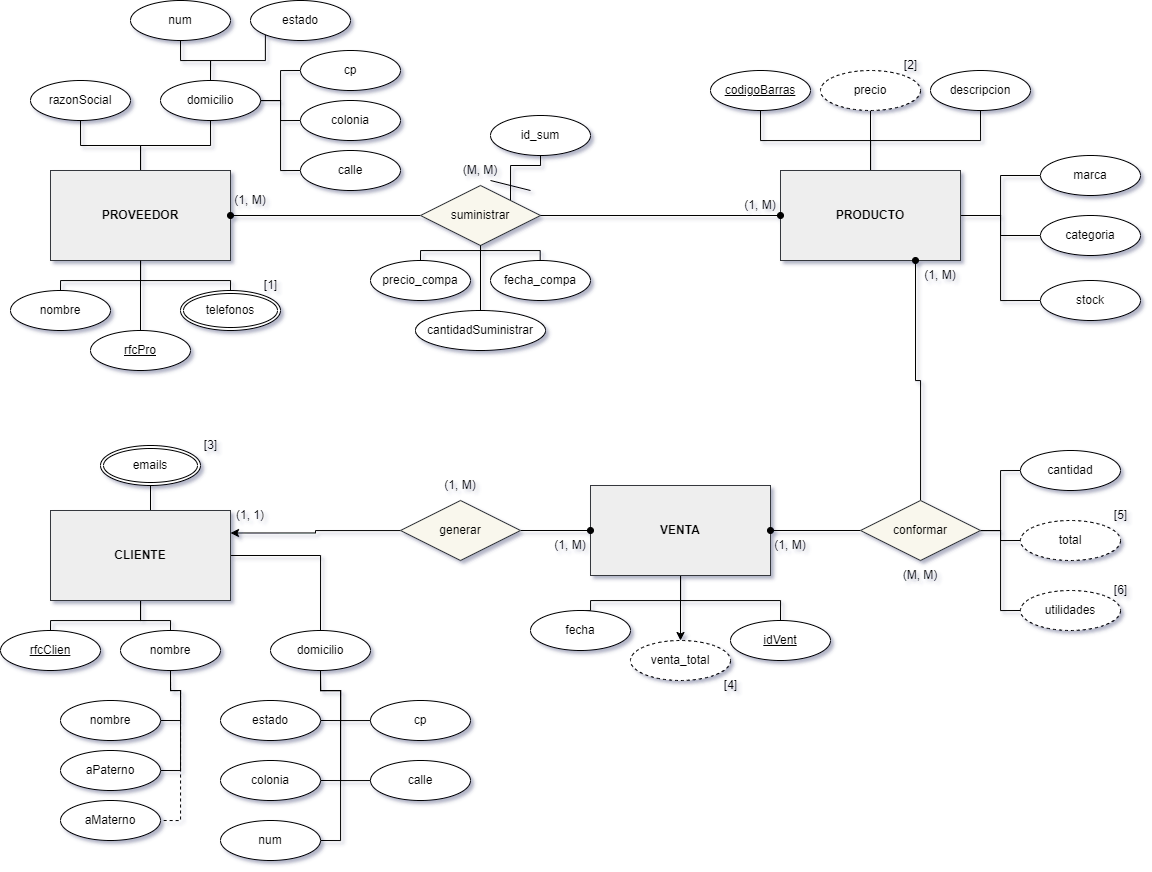 num
estado
cp
[2]
razonSocial
domicilio
codigoBarras
precio
descripcion
colonia
id_sum
calle
(M, M)
marca
(1, M)
(1, M)
PROVEEDOR
suministrar
PRODUCTO
categoria
(1, M)
precio_compa
fecha_compa
[1]
nombre
telefonos
stock
cantidadSuministrar
rfcPro
[3]
emails
cantidad
(1, M)
(1, 1)
[5]
generar
VENTA
conformar
total
(1, M)
(1, M)
CLIENTE
(M, M)
[6]
utilidades
fecha
idVent
rfcClien
nombre
domicilio
venta_total
[4]
nombre
estado
cp
aPaterno
colonia
calle
aMaterno
num